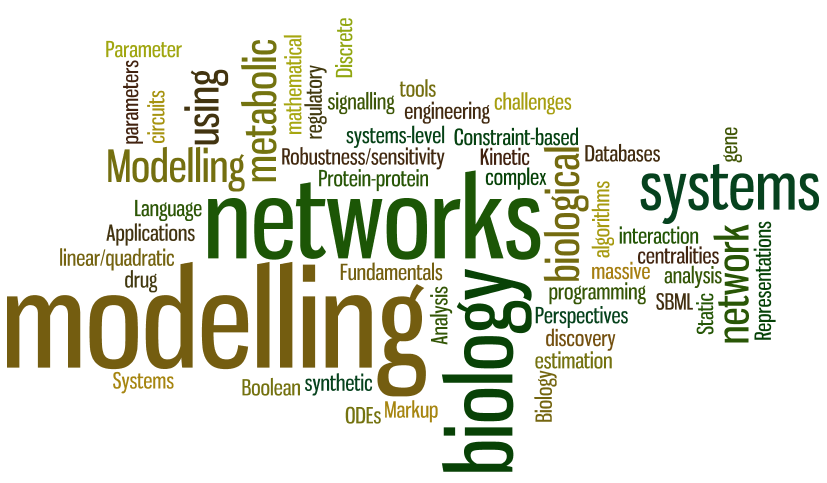 Parameter
parameters
circuits
using
metabolic
mathematical
regulatory
Discrete
signalling
tools
engineering
challenges
systems-level
Constraint-based
Modelling
Robustness/sensitivity
Kinetic
Databases
gene
Protein-protein
complex
biological
systems
Language
networks
algorithms
Applications
interaction
linear/quadratic
centralities
drug
Fundamentals
massive
analysis
network
Representations
modelling
Analysis
biology
programming
SBML
Static
Perspectives
discovery
estimation
Systems
Boolean
synthetic
Biology
ODEs
Markup